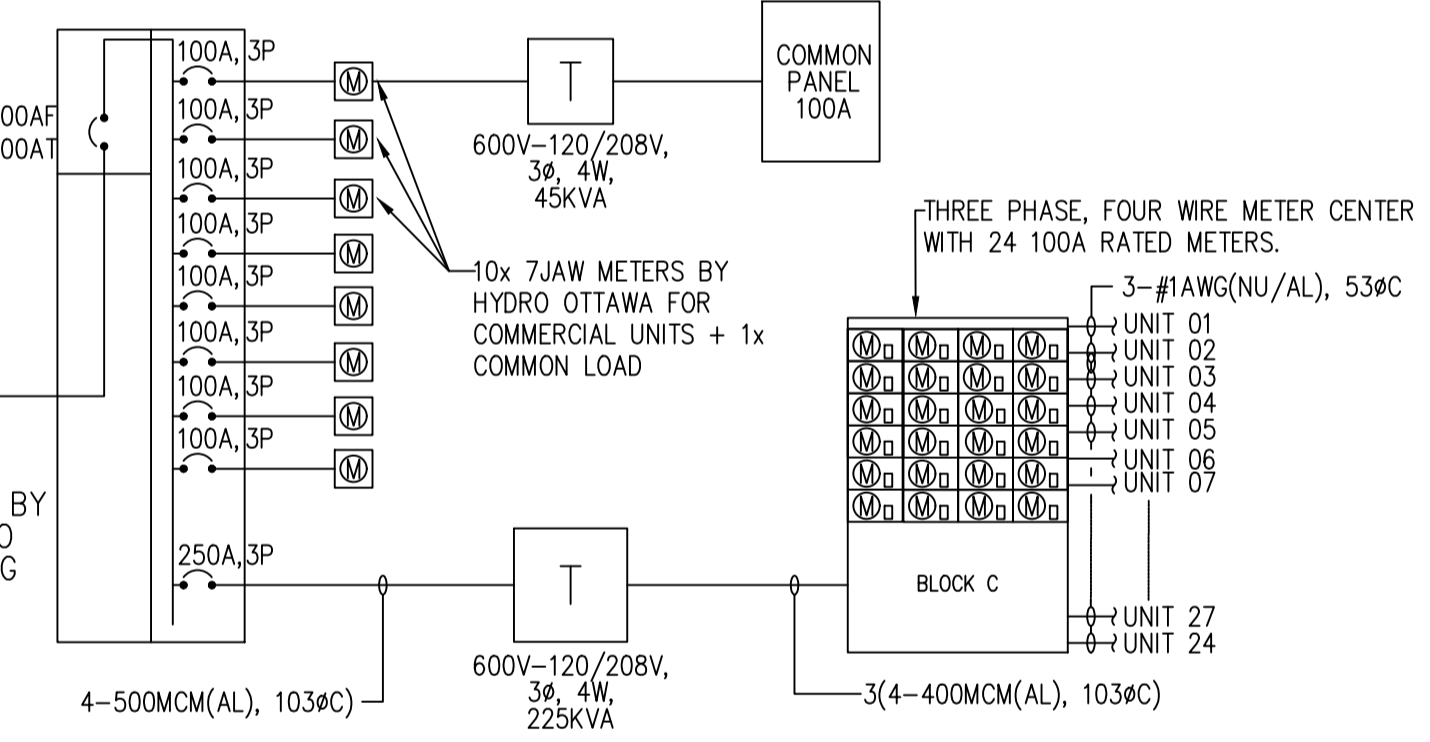 100A, 3P
100A, 3P
100A, 3P
100A, 3P
100A, 3P
100A, 3P
100A, 3P
100A, 3P
250A, 3P
00AF
00AT
BY
G
M
M
M
M
M
M
M
M
T
600V-120/208V,
3ø, 4W,
45KVA
COMMON
PANEL
100A
10x 7JAW METERS BY
HYDRO OTTAWA FOR
COMMERCIAL UNITS + 1x
COMMON LOAD
THREE PHASE, FOUR WIRE METER CENTER
WITH 24 100A RATED METERS.
3-#1AWG(NU/AL), 53øC
M M M M
M M M M
M M M M
M M M M
M M M M
M M M M
BLOCK C
UNIT 01
UNIT 02
UNIT 03
UNIT 04
UNIT 05
UNIT 06
UNIT 07
UNIT 27
UNIT 24
T
600V-120/208V,
3ø, 4W,
225KVA
4-500MCM(AL), 103øC)
3(4-400MCM(AL), 103øC)